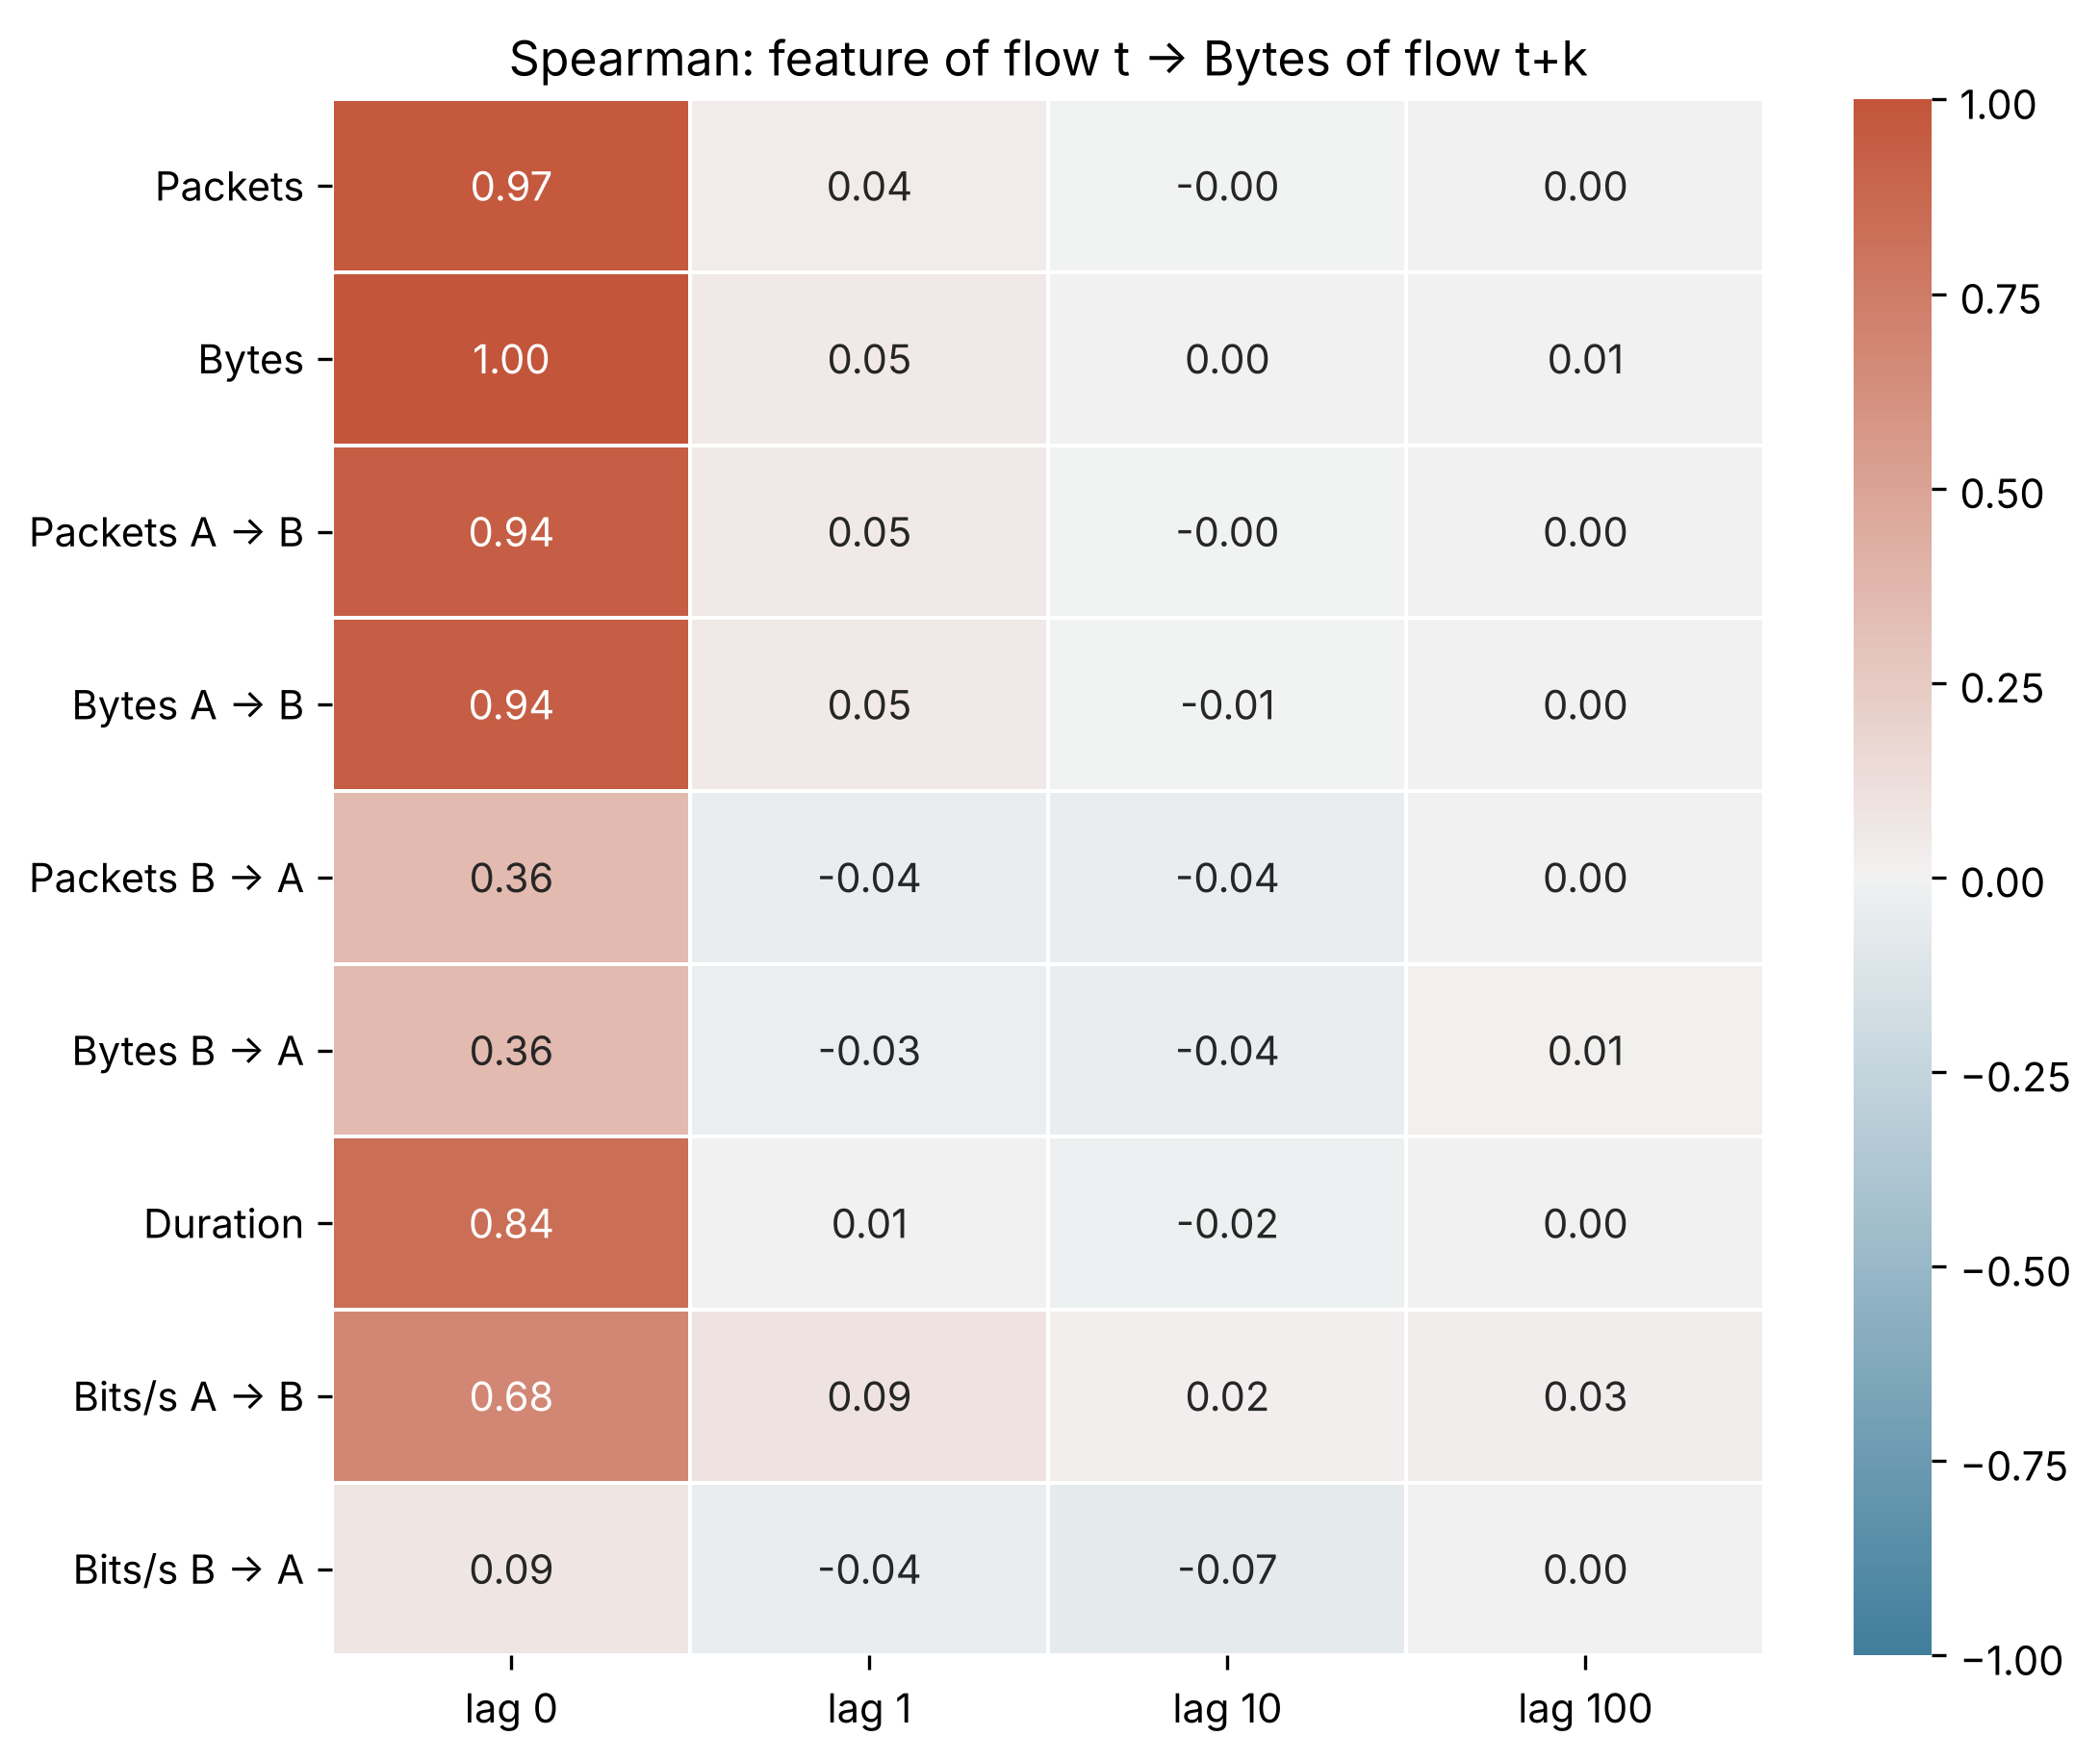 Spearman: feature of flow t → Bytes of flow t+k
Packets 0.97 0.04 -0.00 0.00
Bytes 1.00 0.05 0.00 0.01
Packets A → B 0.94 0.05 -0.00 0.00
Bytes A → B 0.94 0.05 -0.01 0.00
Packets B → A 0.36 -0.04 -0.04 0.00
Bytes B → A 0.36 -0.03 -0.04 0.01
Duration 0.84 0.01 -0.02 0.00
Bits/s A → B 0.68 0.09 0.02 0.03
Bits/s B → A 0.09 -0.04 -0.07 0.00
lag 0 lag 1 lag 10 lag 100
1.00
0.75
0.50
0.25
0.00
−0.25
−0.50
−0.75
−1.00